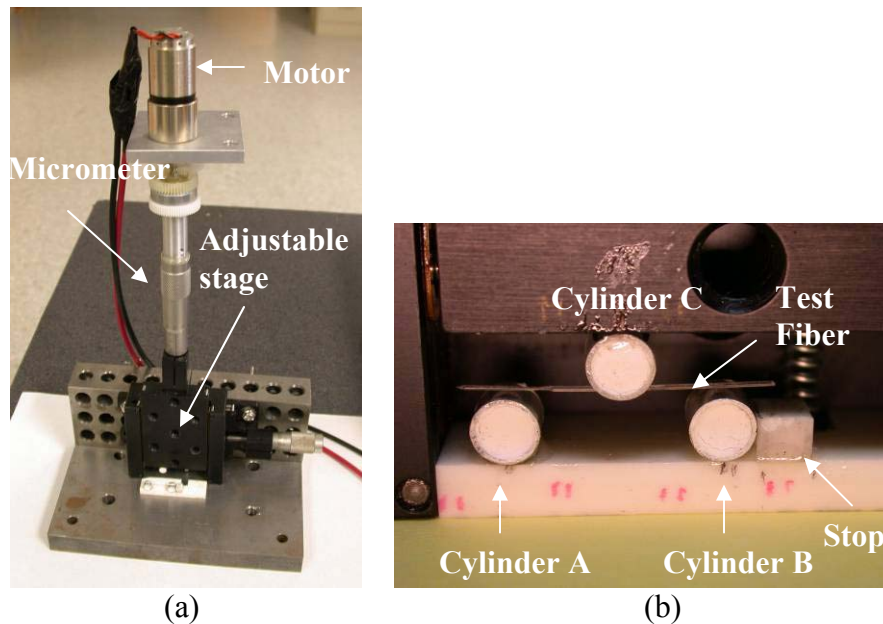 Motor
Micrometer
Adjustable
stage
(a)
Cylinder C
Test
Fiber
Cylinder A
Cylinder B
Stop
(b)